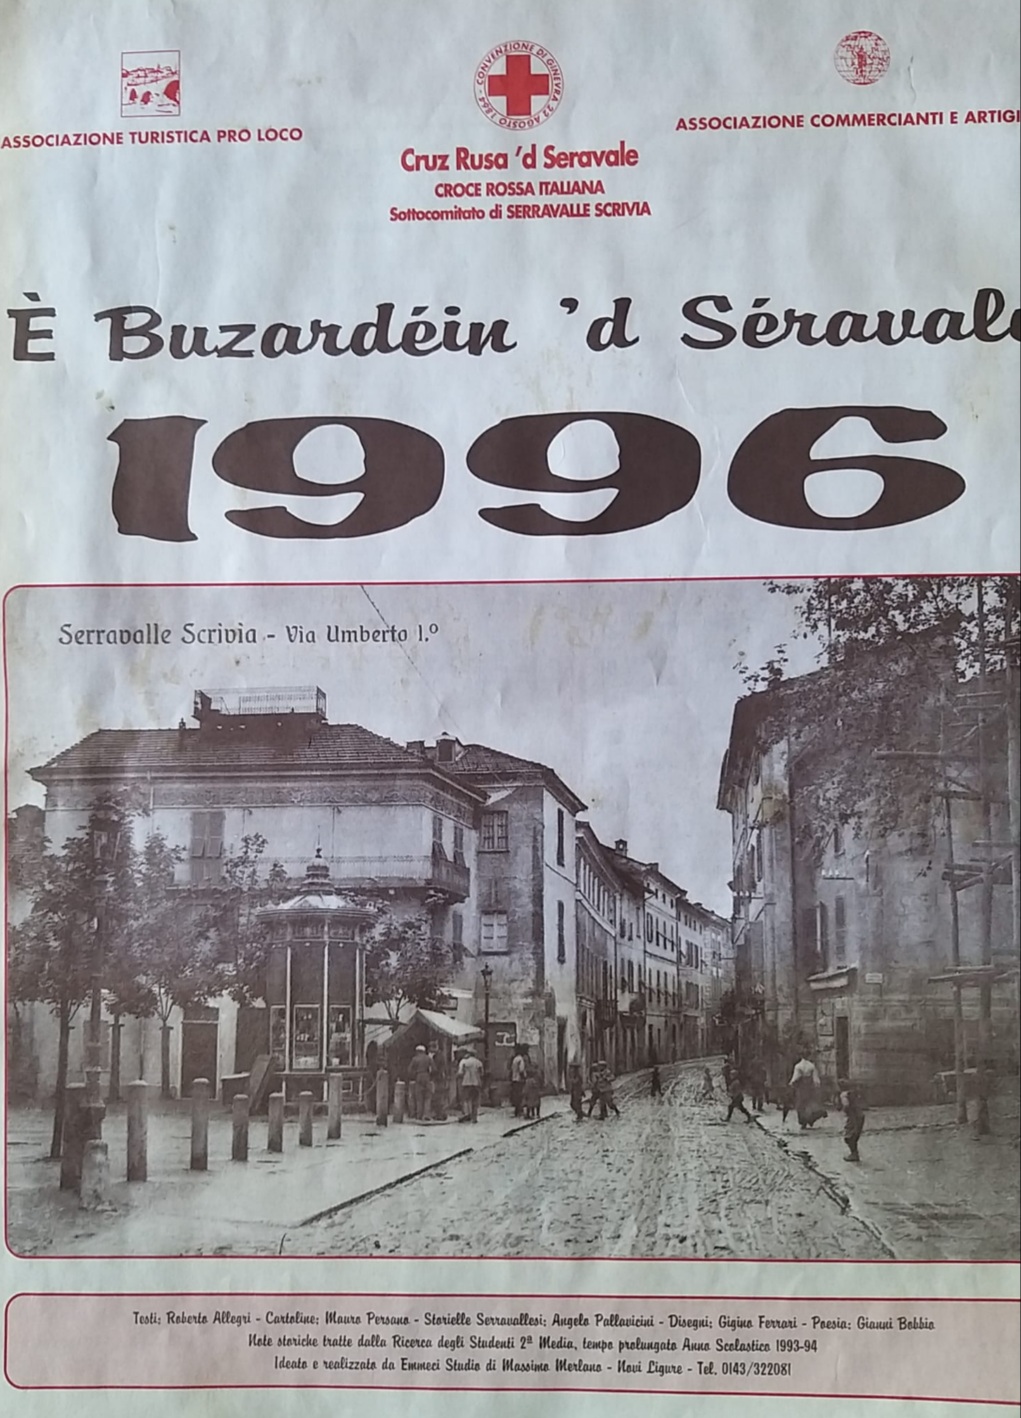 ASSOCIAZIONE TURISTICA PRO LOCO
CONVENZIONE DI GINEVRA 22 AGOSTO 1864
Cruz Rusa 'd Seravale
CROCE ROSSA ITALIANA
Sottocomitato di SERRAVALLE SCRIVIA
ASSOCIAZIONE COMMERCIANTI E ARTIGI
È Buzardéin 'd Séravale
1996
Serravalle Scrivia - Via Umberto 1.º
Testi: Roberto Allegri - Cartoline: Mauro Persano - Storielle Serravallesi: Angelo Pallavicini - Disegni: Gigino Ferrari - Poesia: Gianni Bobbio
Note storiche tratte dalla Ricerca degli Studenti 2ª Media, tempo prolungato Anno Scolastico 1993-94
Ideato e realizzato da Emmeci Studio di Massimo Merlano - Novi Ligure - Tel. 0143/322081